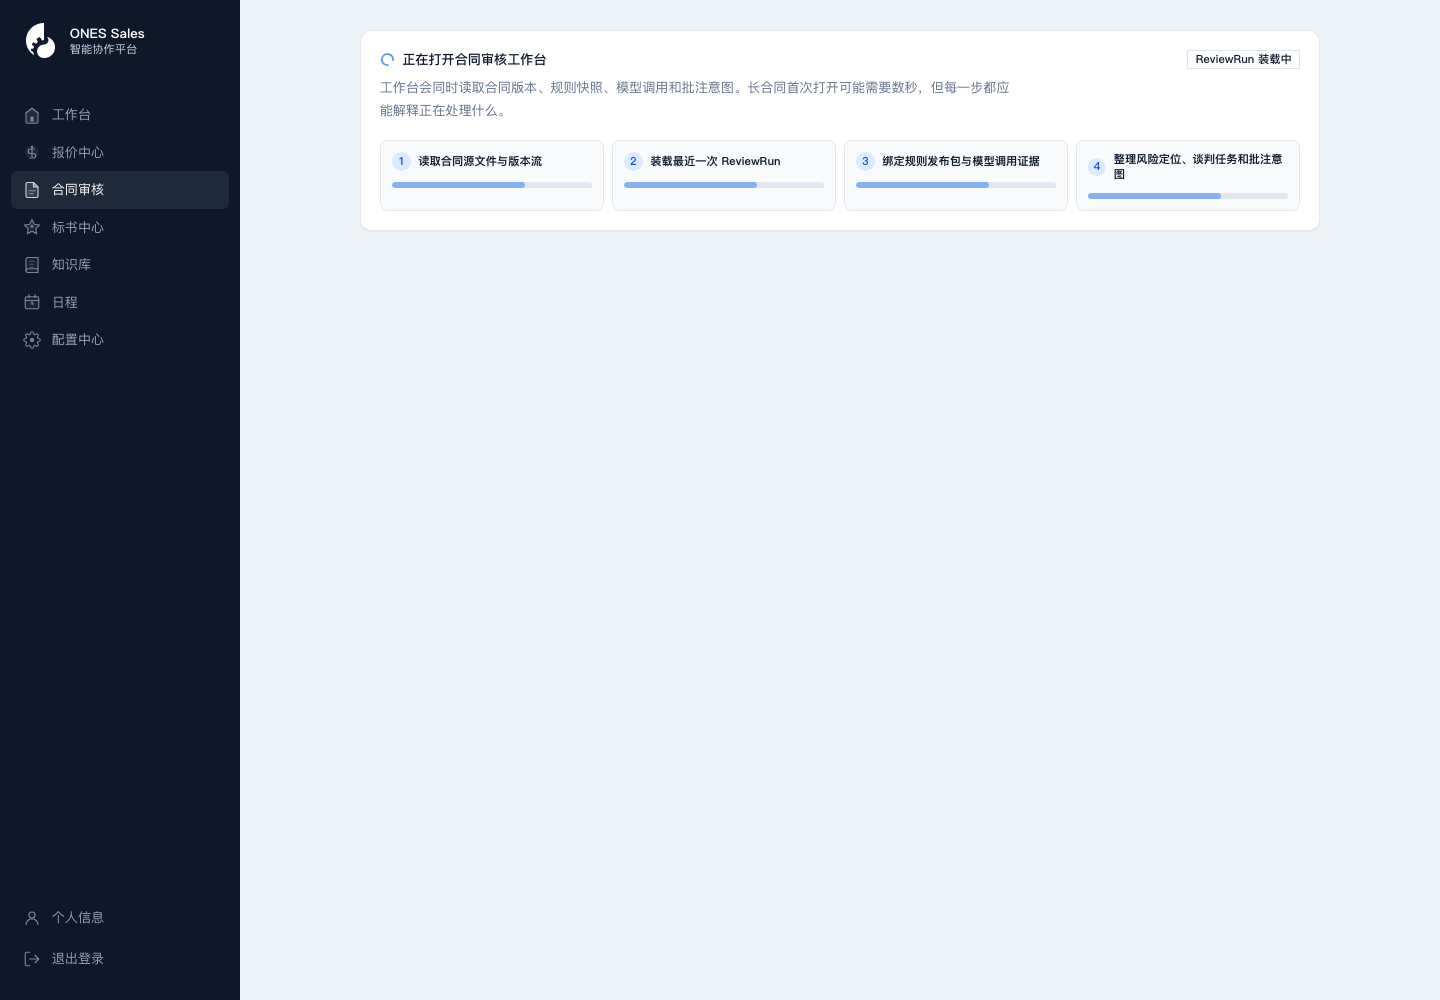 ONES Sales
智能协作平台
工作台
报价中心
合同审核
标书中心
知识库
日程
配置中心
个人信息
退出登录
正在打开合同审核工作台
ReviewRun 装载中
工作台会同时读取合同版本、规则快照、模型调用和批注意图。长合同首次打开可能需要数秒，但每一步都应
能解释正在处理什么。
1 读取合同源文件与版本流
2 装载最近一次 ReviewRun
3 绑定规则发布包与模型调用证据
4 整理风险定位、谈判任务和批注意
图